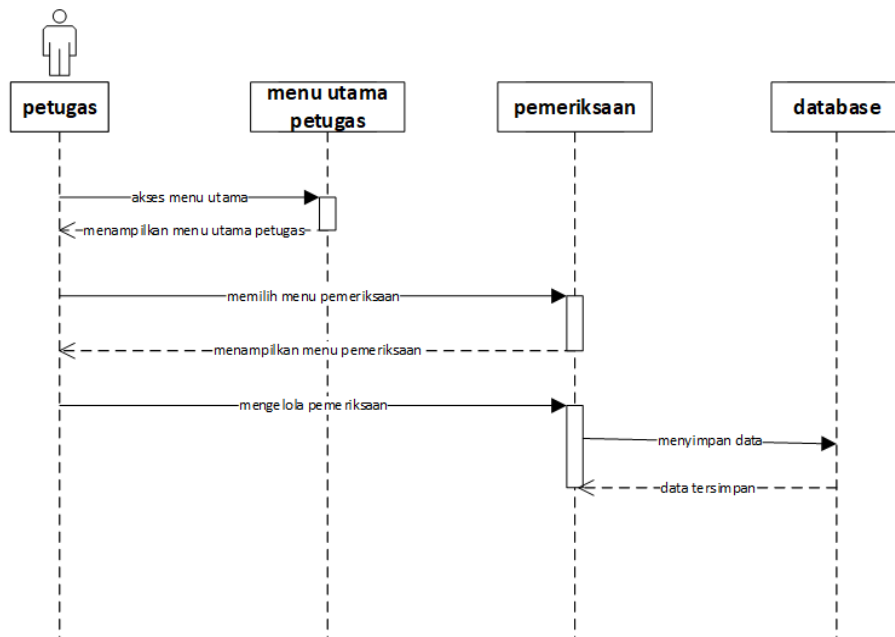 petugas
menu utama
petugas
pemeriksaan
database
akses menu utama
menampilkan menu utama petugas
memilih menu pemeriksaan
menampilkan menu pemeriksaan
mengelola pemeriksaan
menyimpan data
data tersimpan